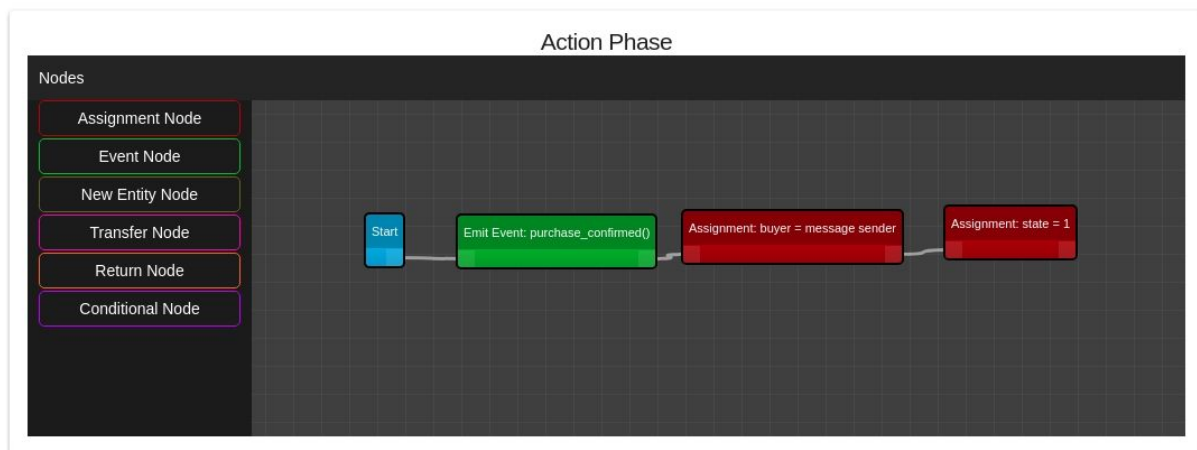 Action Phase
Nodes
Assignment Node
Event Node
New Entity Node
Transfer Node
Return Node
Conditional Node
Start
Emit Event: purchase_confirmed()
Assignment: buyer = message sender
Assignment: state = 1